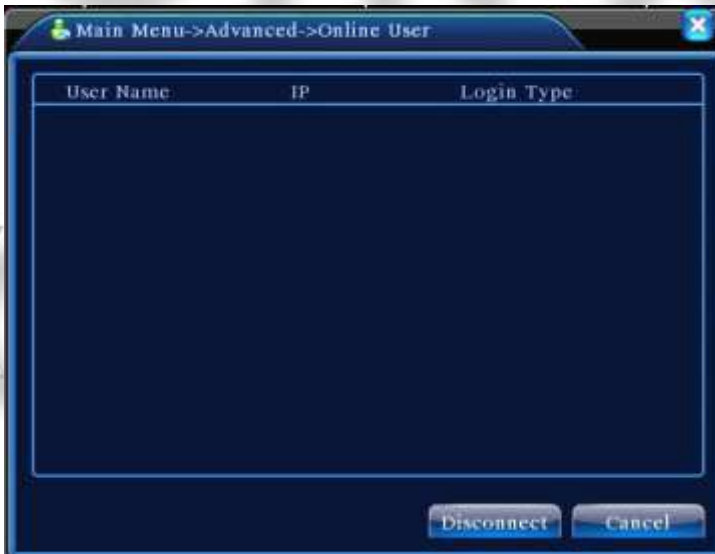 Main Menu->Advanced->Online User
User Name IP Login Type
Disconnect Cancel